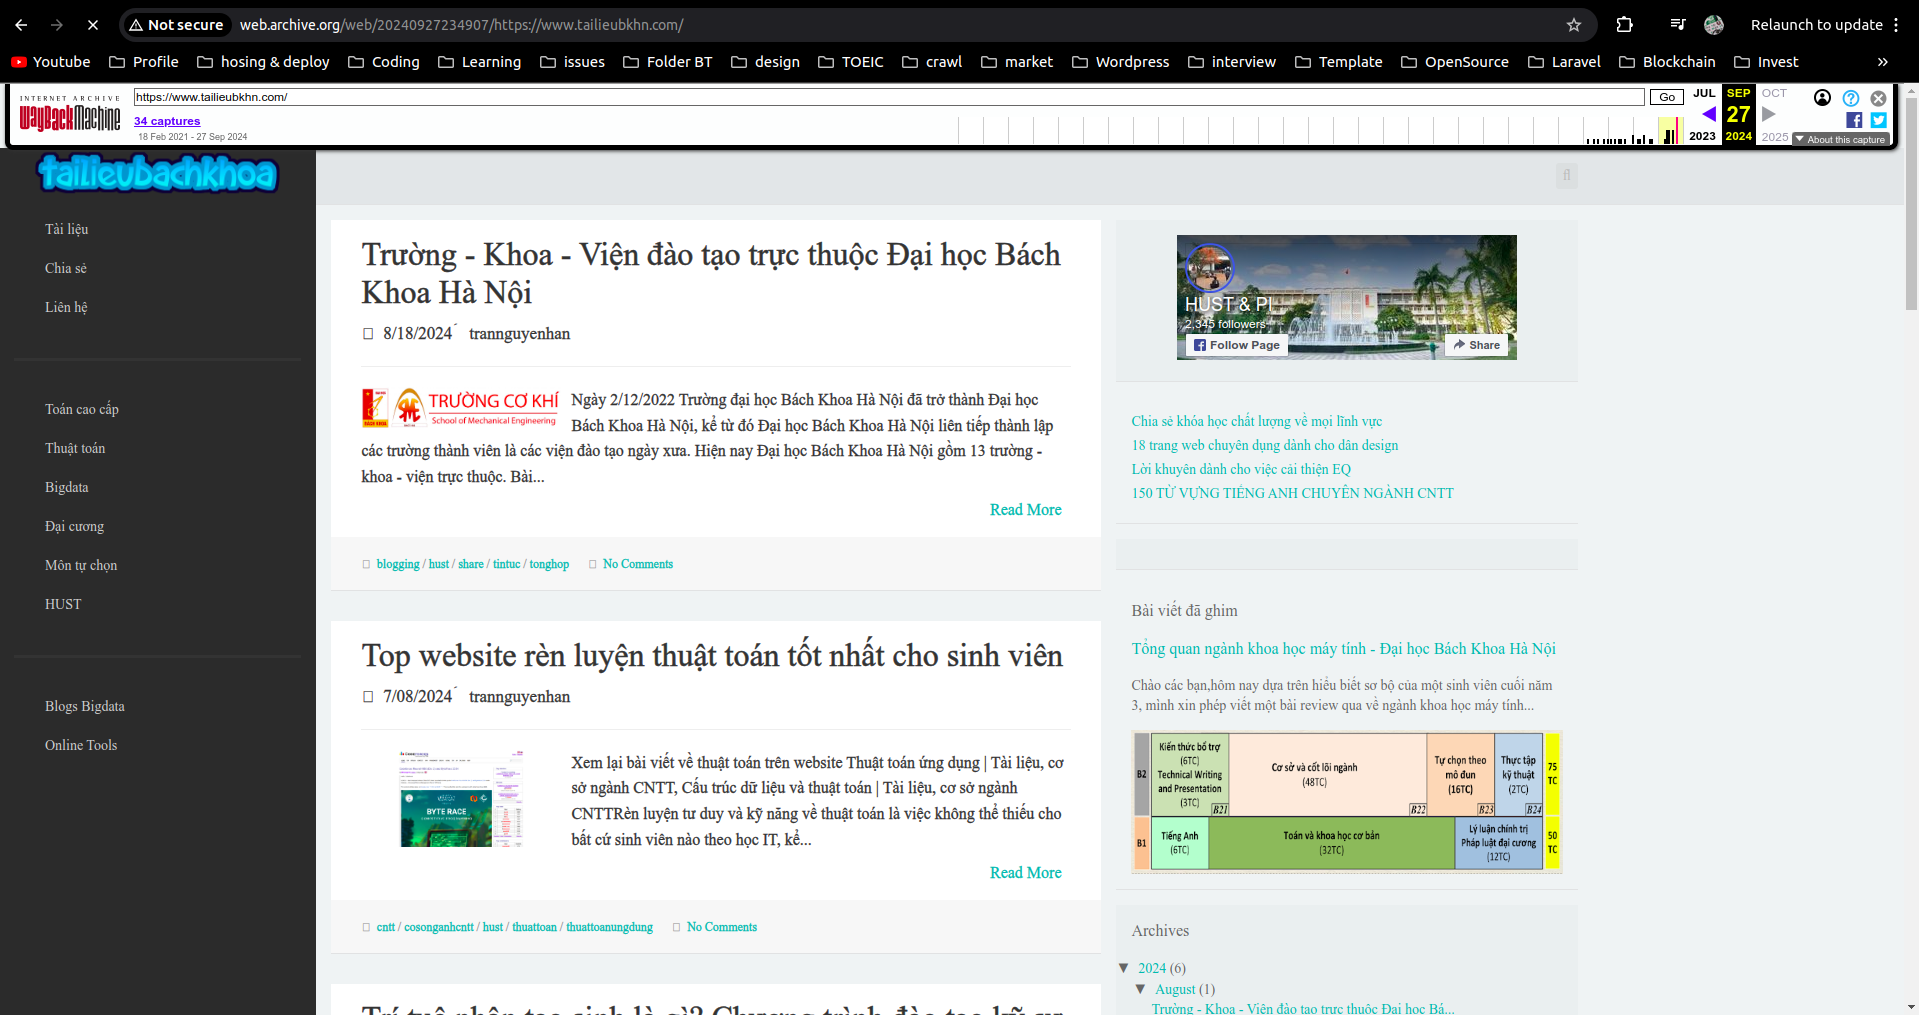 Not secure web.archive.org/web/20240927234907/https://www.tailieubkhn.com/ Relaunch to update
Youtube Profile hosing & deploy Coding Learning issues Folder BT design TOEIC crawl market Wordpress interview Template OpenSource Laravel Blockchain Invest »
INTERNET ARCHIVE
WayBackMachine
https://www.tailieubkhn.com/ Go
34 captures
18 Feb 2021 - 27 Sep 2024
JUL SEP OCT
27
2023 2024 2025
About this capture
tailieubachkhoa
Tài liệu
Chia sẻ
Liên hệ
Toán cao cấp
Thuật toán
Bigdata
Đại cương
Môn tự chọn
HUST
Blogs Bigdata
Online Tools
Trường - Khoa - Viện đào tạo trực thuộc Đại học Bách
Khoa Hà Nội
8/18/2024 trannguyenhan
TRƯỜNG CƠ KHÍ
School of Mechanical Engineering
Ngày 2/12/2022 Trường đại học Bách Khoa Hà Nội đã trở thành Đại học
Bách Khoa Hà Nội, kể từ đó Đại học Bách Khoa Hà Nội liên tiếp thành lập
các trường thành viên là các viện đào tạo ngày xưa. Hiện nay Đại học Bách Khoa Hà Nội gồm 13 trường -
khoa - viện trực thuộc. Bài...
Read More
blogging / hust / share / tintuc / tonghop No Comments
Top website rèn luyện thuật toán tốt nhất cho sinh viên
7/08/2024 trannguyenhan
BYTE RACE
Xem lại bài viết về thuật toán trên website Thuật toán ứng dụng | Tài liệu, cơ
sở ngành CNTT, Cấu trúc dữ liệu và thuật toán | Tài liệu, cơ sở ngành
CNTTRèn luyện tư duy và kỹ năng về thuật toán là việc không thể thiếu cho
bất cứ sinh viên nào theo học IT, kể...
Read More
cntt / cosonganhcntt / hust / thuattoan / thuattoanungdung No Comments
Trí tuệ nhân tạo sinh là gì? Chương trình đào tạo kỹ sư
HUST & PI
2,345 followers
Follow Page Share
Chia sẻ khóa học chất lượng về mọi lĩnh vực
18 trang web chuyên dụng dành cho dân design
Lời khuyên dành cho việc cải thiện EQ
150 TỪ VỰNG TIẾNG ANH CHUYÊN NGÀNH CNTT
Bài viết đã ghim
Tổng quan ngành khoa học máy tính - Đại học Bách Khoa Hà Nội
Chào các bạn,hôm nay dựa trên hiểu biết sơ bộ của một sinh viên cuối năm
3, mình xin phép viết một bài review qua về ngành khoa học máy tính...
B2
Kiến thức bổ trợ
(6TC)
Technical Writing
and Presentation
(3TC)
B21
Cơ sở và cốt lõi ngành
(48TC)
B22
Tự chọn theo
mô đun
(16TC)
B23
Thực tập
kỹ thuật
(2TC)
B24
75
TC
B1
Tiếng Anh
(6TC)
Toán và khoa học cơ bản
(32TC)
Lý luận chính trị
Pháp luật đại cương
(12TC)
50
TC
Archives
▼ 2024 (6)
▼ August (1)
Trường - Khoa - Viện đào tạo trực thuộc Đại học Bá...